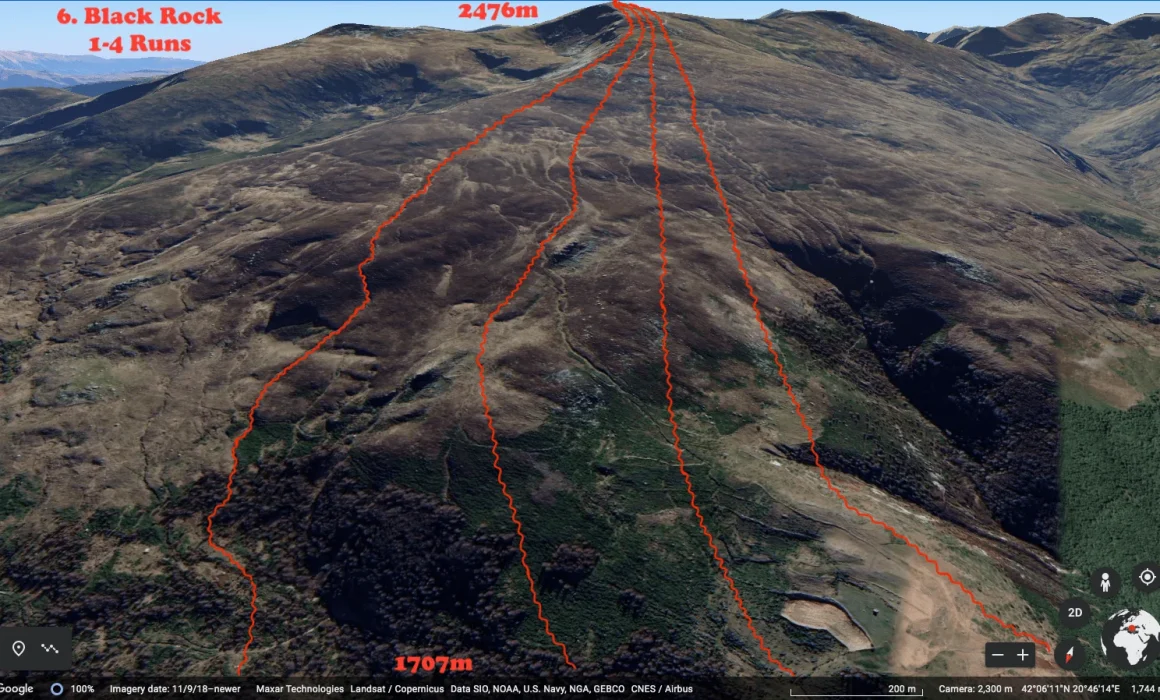 6. Black Rock
1-4 Runs
2476m
1707m
2D
Google
100%
Imagery date: 11/9/18–newer
Maxar Technologies Landsat / Copernicus Data SIO, NOAA, U.S. Navy, NGA, GEBCO CNES / Airbus
200 m
Camera: 2,300 m 42°06'11"N 20°46'14"E 1,744